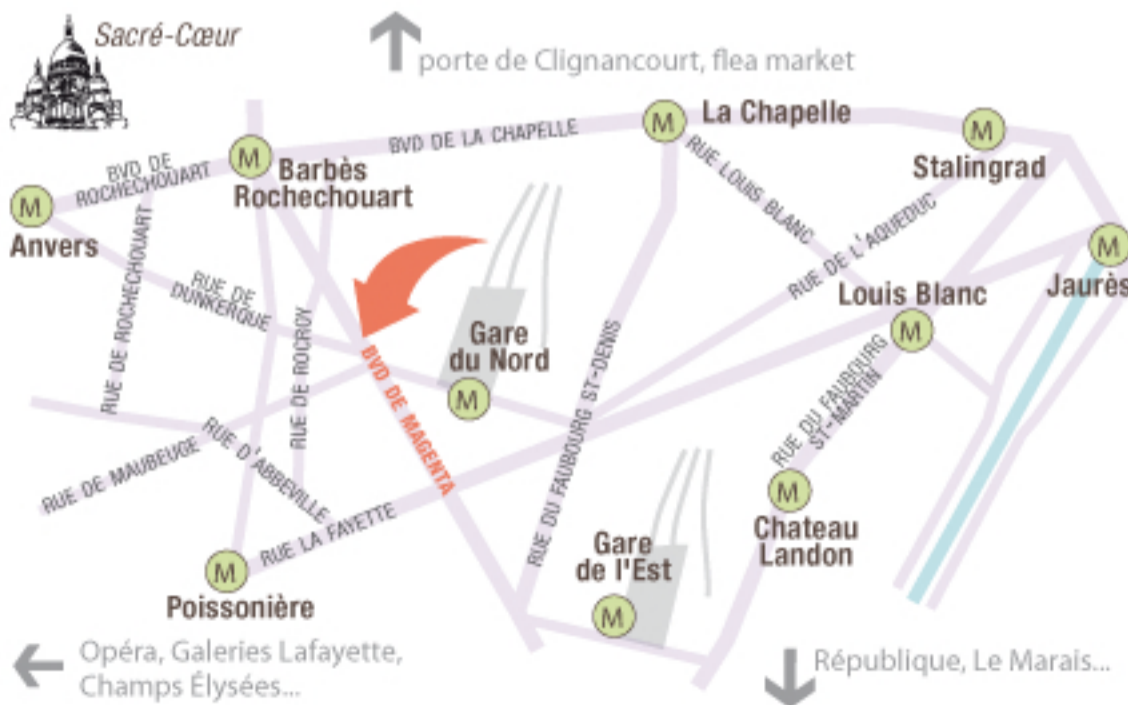 Sacré-Cœur
porte de Clignancourt, flea market
M
La Chapelle
BVD DE LA CHAPELLE
M
Stalingrad
M
Barbès
Rochechouart
BVD DE
ROCHECHOUART
M
Anvers
RUE LOUIS BLANC
RUE DE L'AQUEDUC
M
Jaurès
RUE DE ROCHECHOUART
RUE DE
DUNKERQUE
RUE DE ROCROY
Gare
du Nord
M
BVD DE MAGENTA
RUE DU FAUBOURG ST-DENIS
Louis Blanc
M
RUE DU FAUBOURG
ST-MARTIN
RUE DE MAUBEUGE
RUE D'ABBEVILLE
RUE LA FAYETTE
M
Chateau
Landon
Gare
de l'Est
M
M
Poissonière
Opéra, Galeries Lafayette,
Champs Élysées...
République, Le Marais...